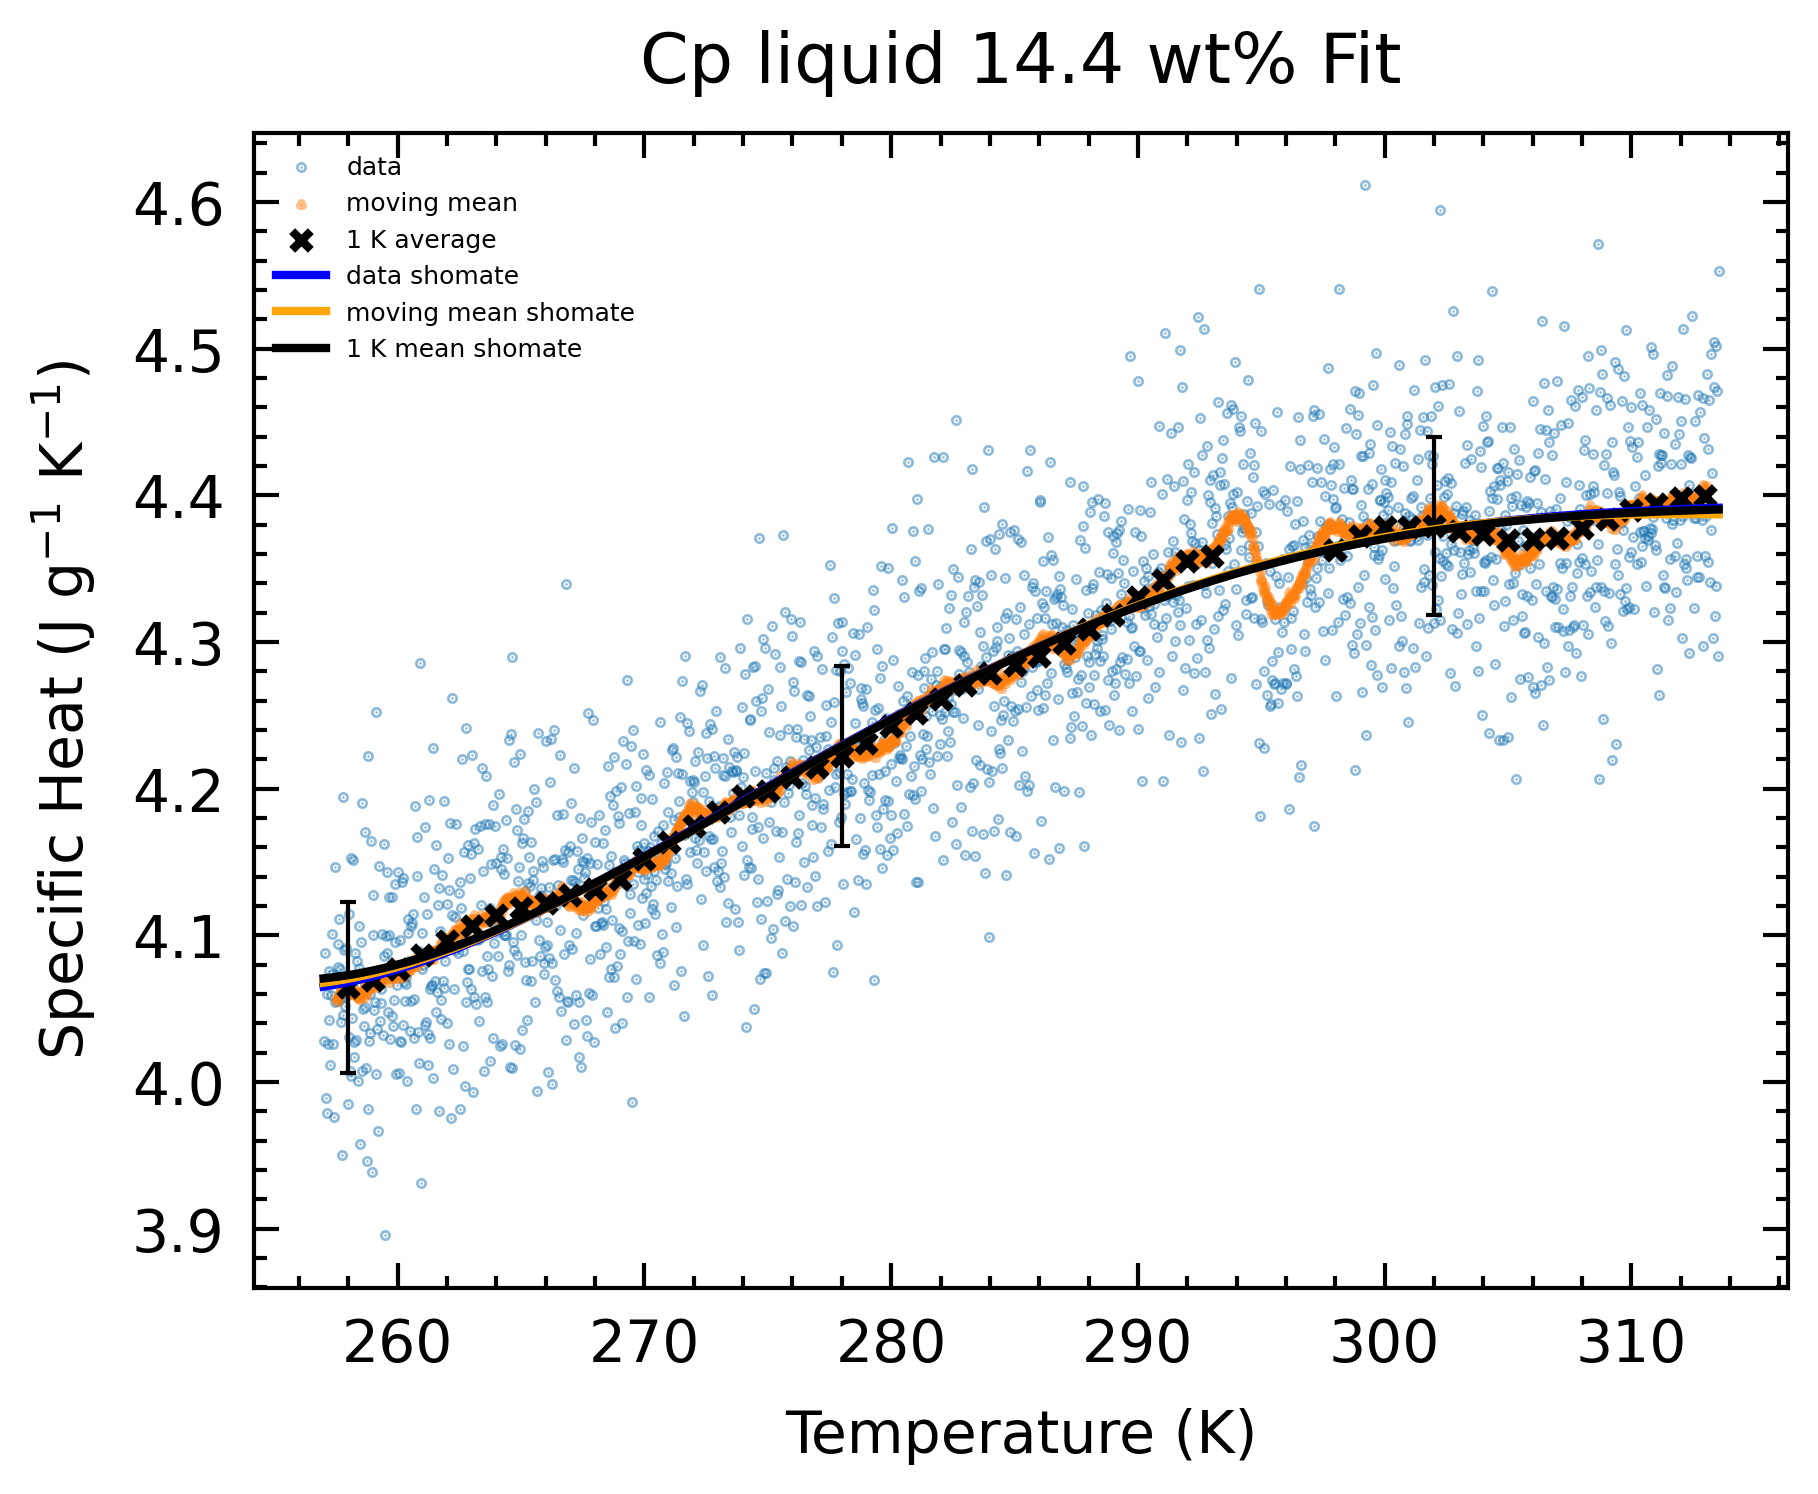 Cp liquid 14.4 wt% Fit
data
moving mean
1 K average
data shomate
moving mean shomate
1 K mean shomate
4.6
4.5
4.4
4.3
4.2
4.1
4.0
3.9
Specific Heat (J g⁻¹ K⁻¹)
260 270 280 290 300 310
Temperature (K)